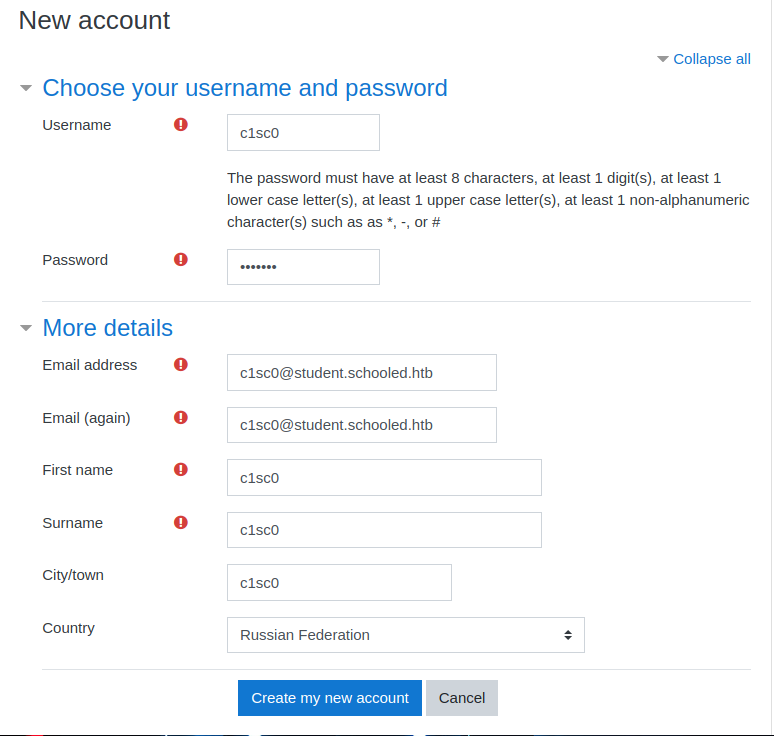 New account
Collapse all
Choose your username and password
Username
c1sc0
The password must have at least 8 characters, at least 1 digit(s), at least 1
lower case letter(s), at least 1 upper case letter(s), at least 1 non-alphanumeric
character(s) such as as *, -, or #
Password
•••••••
More details
Email address
c1sc0@student.schooled.htb
Email (again)
c1sc0@student.schooled.htb
First name
c1sc0
Surname
c1sc0
City/town
c1sc0
Country
Russian Federation
Create my new account
Cancel